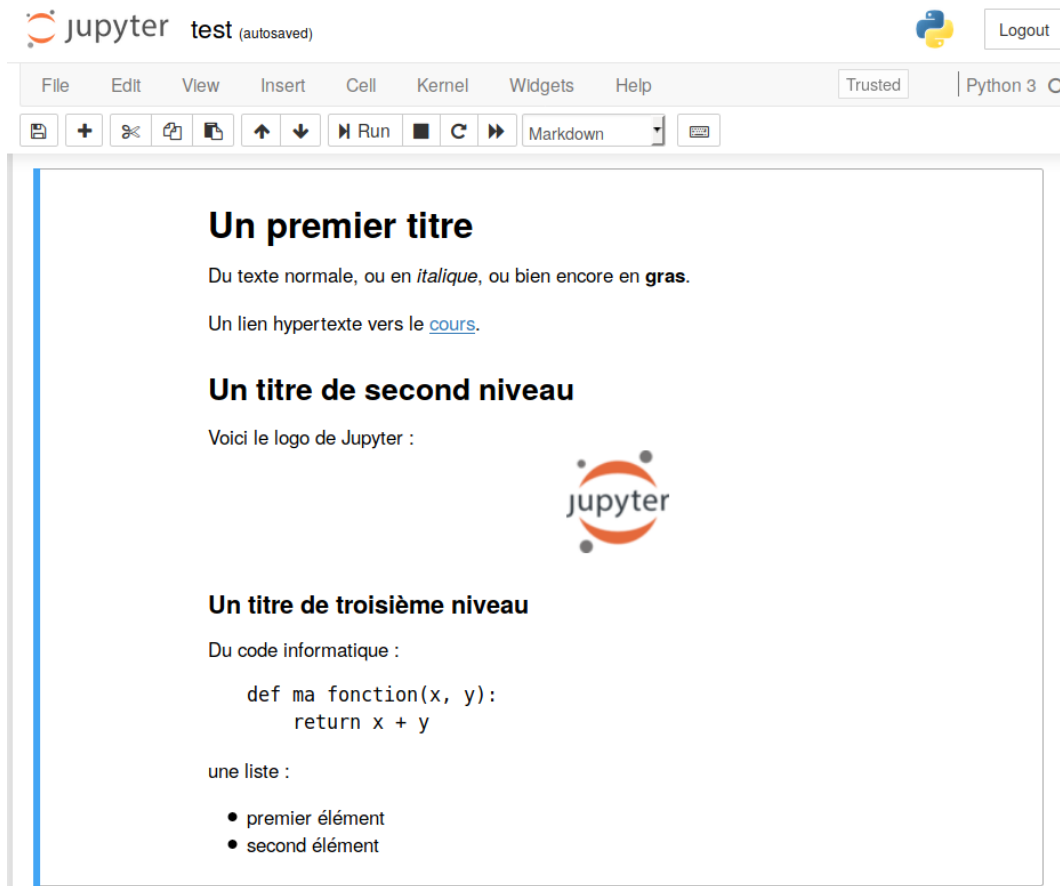 jupyter test (autosaved) Logout
File Edit View Insert Cell Kernel Widgets Help Trusted Python 3
Run Markdown
Un premier titre
Du texte normale, ou en italique, ou bien encore en gras.
Un lien hypertexte vers le cours.
Un titre de second niveau
Voici le logo de Jupyter :
jupyter
Un titre de troisième niveau
Du code informatique :
def ma fonction(x, y):
    return x + y
une liste :
• premier élément
• second élément